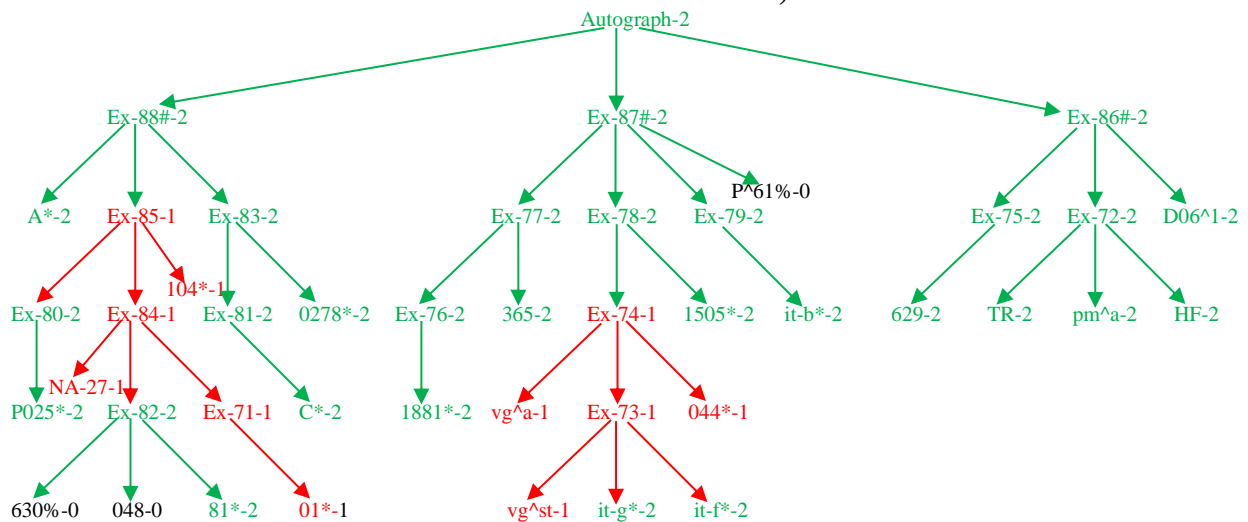 Autograph-2
Ex-88#-2 Ex-87#-2 Ex-86#-2
P^61%-0
A*-2 Ex-85-1 Ex-83-2 Ex-77-2 Ex-78-2 Ex-79-2 Ex-75-2 Ex-72-2 D06^1-2
104*-1
Ex-80-2 Ex-84-1 Ex-81-2 0278*-2 Ex-76-2 365-2 Ex-74-1 1505*-2 it-b*-2 629-2 TR-2 pm^a-2 HF-2
NA-27-1
P025*-2 Ex-82-2 Ex-71-1 C*-2 1881*-2 vg^a-1 Ex-73-1 044*-1
630%-0 048-0 81*-2 01*-1 vg^st-1 it-g*-2 it-f*-2